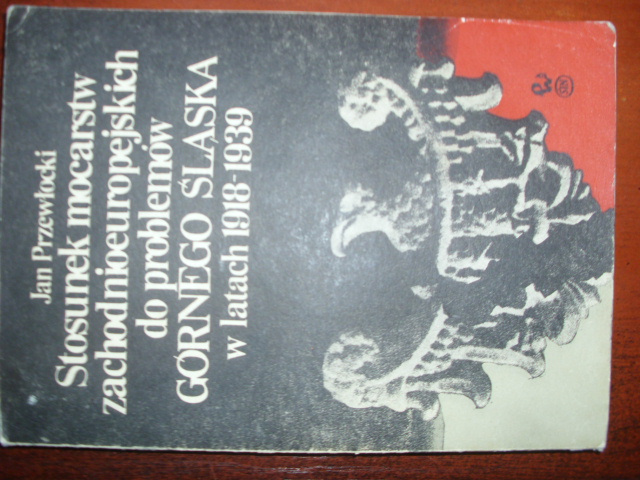 Jan Przewłocki
Stosunek mocarstw
zachodnioeuropejskich
do problemów
GÓRNEGO ŚLĄSKA
w latach 1918-1939